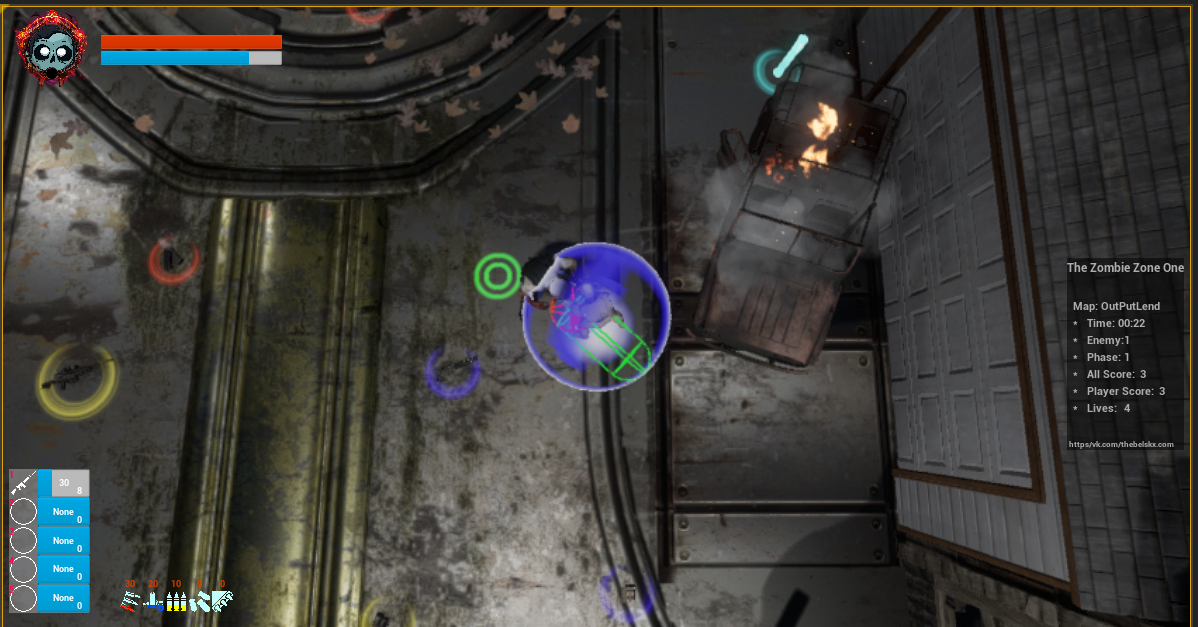 The Zombie Zone One
Map: OutPutLend
* Time: 00:22
* Enemy:1
* Phase: 1
* All Score: 3
* Player Score: 3
* Lives: 4
https/vk.com/thebelskx.com
30
8
None
0
None
0
None
0
None
0
30 20 10 0